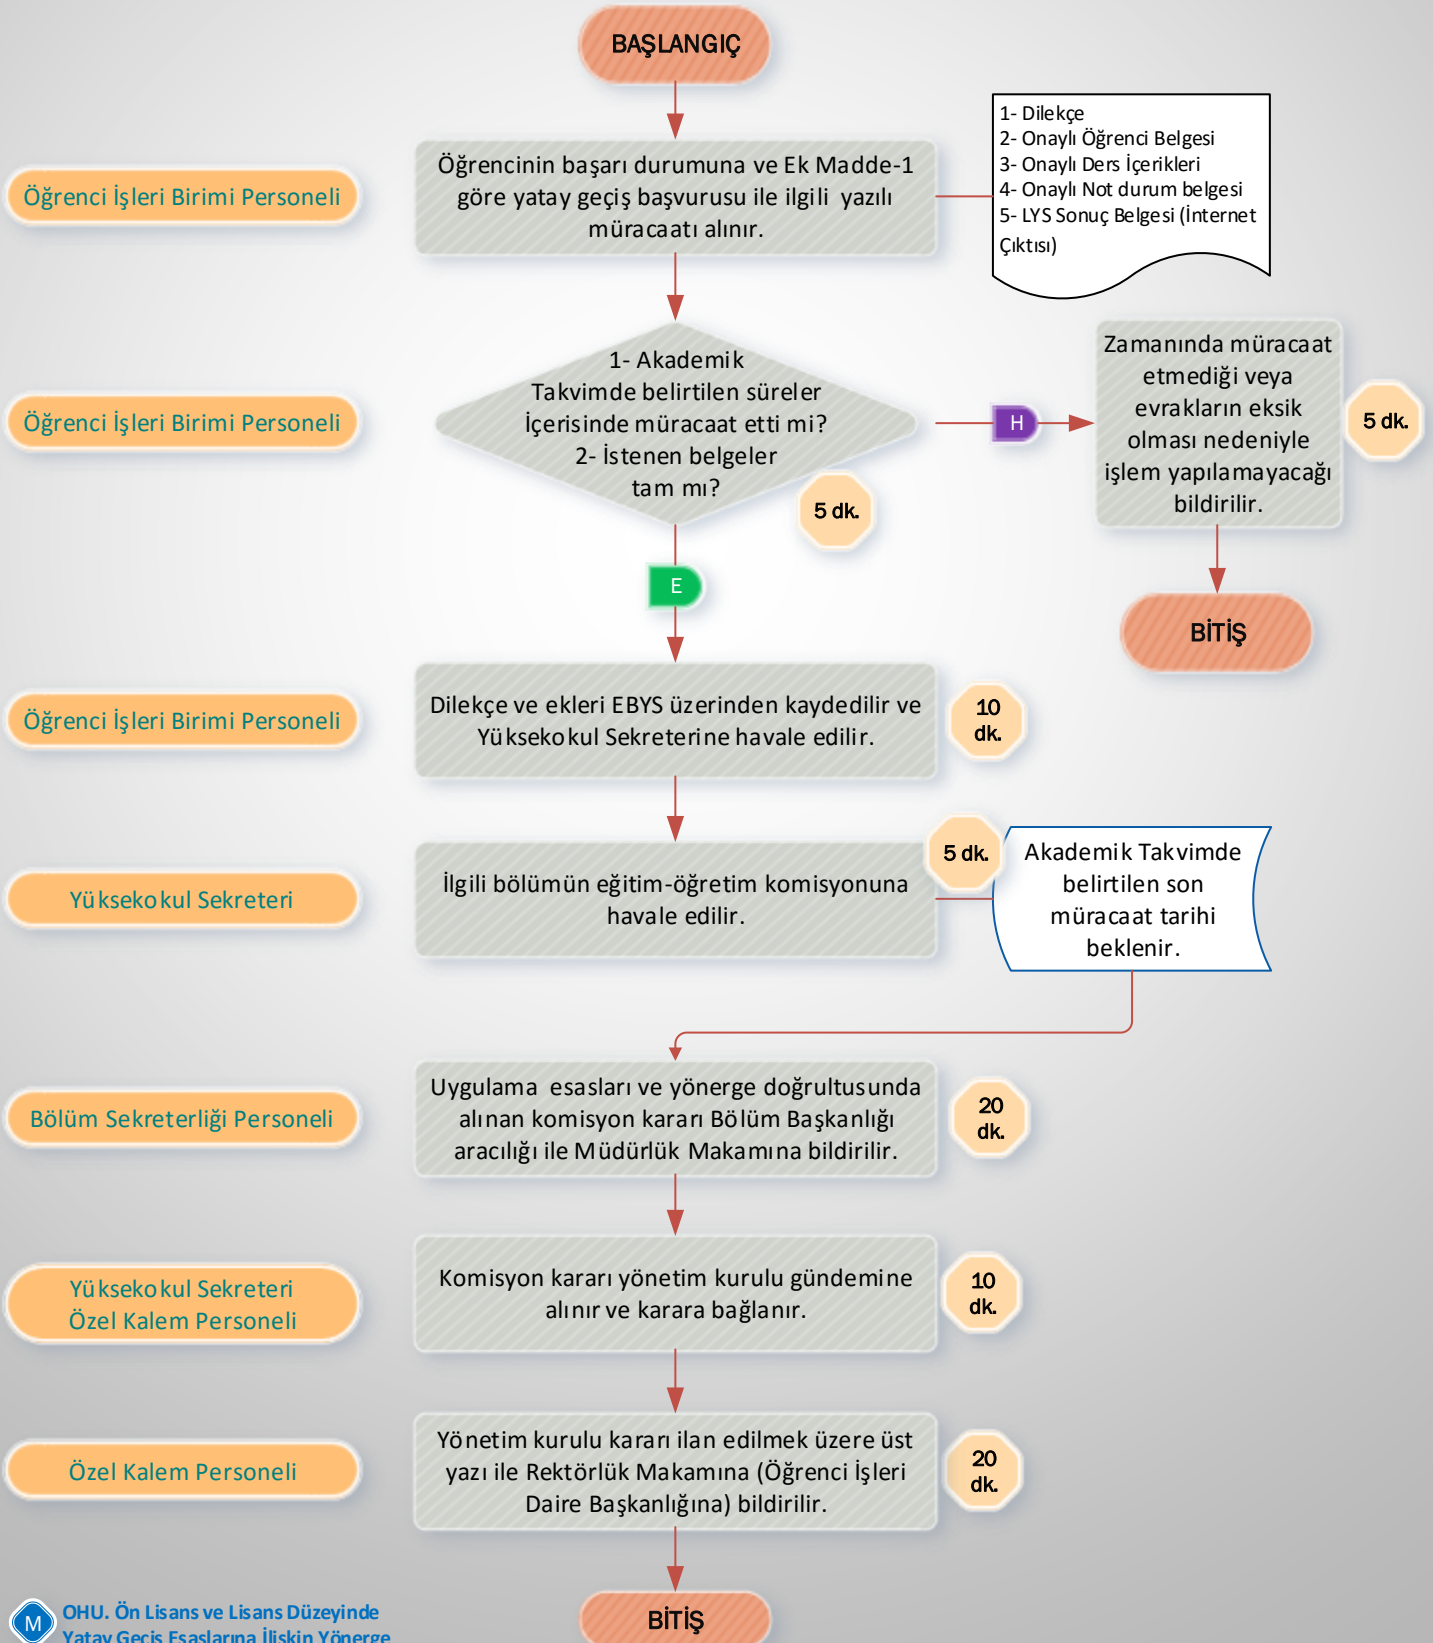 BAŞLANGIÇ
1- Dilekçe
2- Onaylı Öğrenci Belgesi
3- Onaylı Ders İçerikleri
4- Onaylı Not durum belgesi
5- LYS Sonuç Belgesi (İnternet
Çıktısı)
Öğrenci İşleri Birimi Personeli
Öğrencinin başarı durumuna ve Ek Madde-1
göre yatay geçiş başvurusu ile ilgili yazılı
müracaatı alınır.
Öğrenci İşleri Birimi Personeli
1- Akademik
Takvimde belirtilen süreler
İçerisinde müracaat etti mi?
2- İstenen belgeler
tam mı?
5 dk.
H
Zamanında müracaat
etmediği veya
evrakların eksik
olması nedeniyle
işlem yapılamayacağı
bildirilir.
5 dk.
E
BİTİŞ
Öğrenci İşleri Birimi Personeli
Dilekçe ve ekleri EBYS üzerinden kaydedilir ve
Yüksekokul Sekreterine havale edilir.
10
dk.
Yüksekokul Sekreteri
İlgili bölümün eğitim-öğretim komisyonuna
havale edilir.
5 dk.
Akademik Takvimde
belirtilen son
müracaat tarihi
beklenir.
Bölüm Sekreterliği Personeli
Uygulama esasları ve yönerge doğrultusunda
alınan komisyon kararı Bölüm Başkanlığı
aracılığı ile Müdürlük Makamına bildirilir.
20
dk.
Yüksekokul Sekreteri
Özel Kalem Personeli
Komisyon kararı yönetim kurulu gündemine
alınır ve karara bağlanır.
10
dk.
Özel Kalem Personeli
Yönetim kurulu kararı ilan edilmek üzere üst
yazı ile Rektörlük Makamına (Öğrenci İşleri
Daire Başkanlığına) bildirilir.
20
dk.
M
OHU. Ön Lisans ve Lisans Düzeyinde
Yatay Geçiş Esaslarına İlişkin Yönerge
BİTİŞ